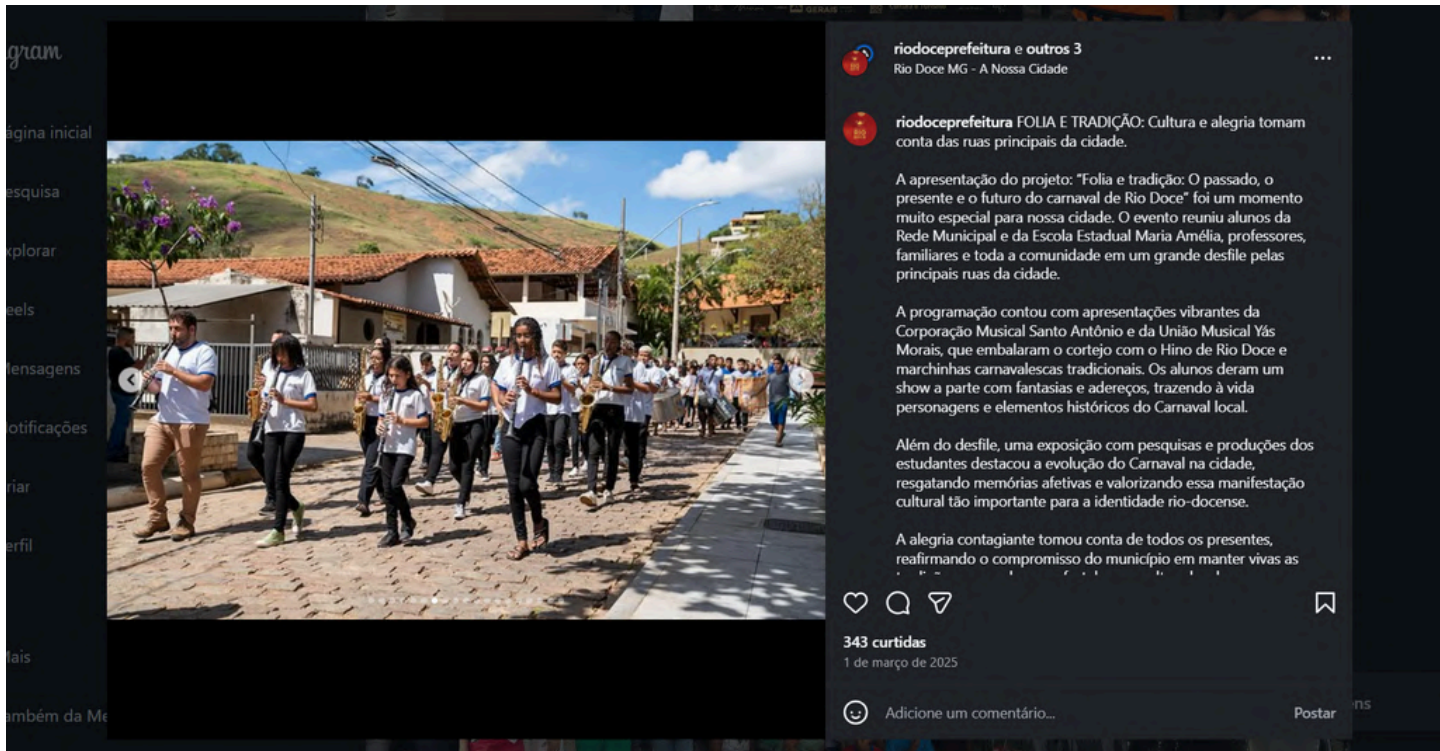 gram
ágina inicial
esquisa
xplorar
eels
Mensagens
otificações
riar
erfil
Mais
ambém da Me
riodoceprefeitura e outros 3
Rio Doce MG - A Nossa Cidade
riodoceprefeitura FOLIA E TRADIÇÃO: Cultura e alegria tomam
conta das ruas principais da cidade.
A apresentação do projeto: “Folia e tradição: O passado, o
presente e o futuro do carnaval de Rio Doce” foi um momento
muito especial para nossa cidade. O evento reuniu alunos da
Rede Municipal e da Escola Estadual Maria Amélia, professores,
familiares e toda a comunidade em um grande desfile pelas
principais ruas da cidade.
A programação contou com apresentações vibrantes da
Corporação Musical Santo Antônio e da União Musical Yás
Morais, que embalaram o cortejo com o Hino de Rio Doce e
marchinhas carnavalescas tradicionais. Os alunos deram um
show a parte com fantasias e adereços, trazendo à vida
personagens e elementos históricos do Carnaval local.
Além do desfile, uma exposição com pesquisas e produções dos
estudantes destacou a evolução do Carnaval na cidade,
resgatando memórias afetivas e valorizando essa manifestação
cultural tão importante para a identidade rio-docense.
A alegria contagiante tomou conta de todos os presentes,
reafirmando o compromisso do município em manter vivas as
343 curtidas
1 de março de 2025
Adicione um comentário...
Postar
ns